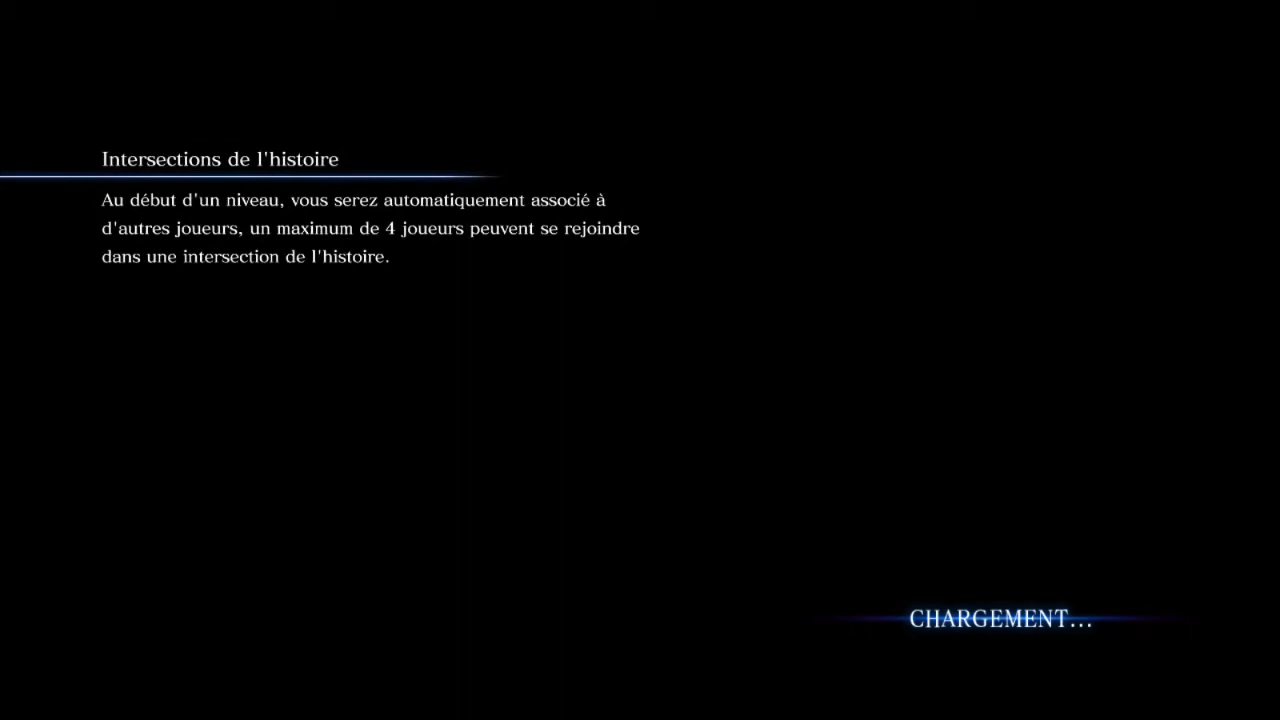 Intersections de l'histoire
Au début d'un niveau, vous serez automatiquement associé à
d'autres joueurs, un maximum de 4 joueurs peuvent se rejoindre
dans une intersection de l'histoire.
CHARGEMENT...